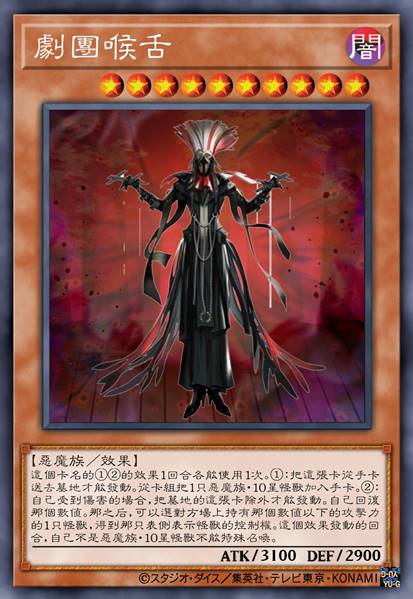 劇團喉舌
闇
【惡魔族／效果】
這個卡名的①②的效果1回合各能使用1次。①:把這張卡從手卡
送去墓地才能發動。從卡組把1只惡魔族·10星怪獸加入手卡。②:
自己受到傷害的場合,把墓地的這張卡除外才能發動。自己回復
那個數值。那之后,可以選對方場上持有那個數值以下的攻擊力
的1只怪獸,得到那只表側表示怪獸的控制權。這個效果發動的回
合,自己不是惡魔族·10星怪獸不能特殊召喚。
ATK/3100 DEF/2900
©スタジオ·ダイス/集英社·テレビ東京·KONAMI